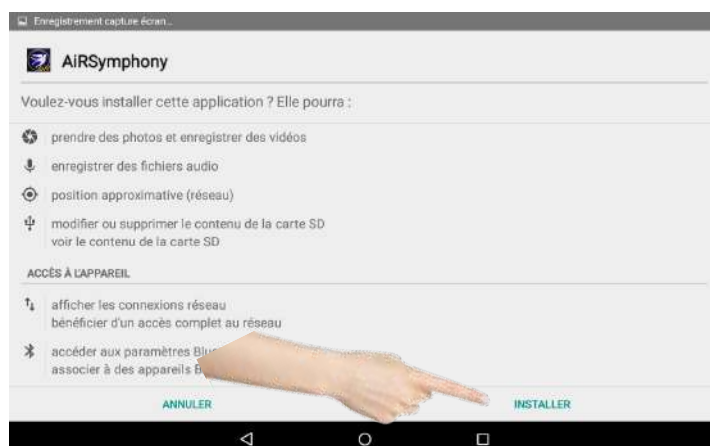 Enregistrement capture écran...
AiRSymphony
Voulez-vous installer cette application ? Elle pourra :
prendre des photos et enregistrer des vidéos
enregistrer des fichiers audio
position approximative (réseau)
modifier ou supprimer le contenu de la carte SD
voir le contenu de la carte SD
ACCÈS À L'APPAREIL
afficher les connexions réseau
bénéficier d'un accès complet au réseau
accéder aux paramètres
associer à des appareils
ANNULER
INSTALLER